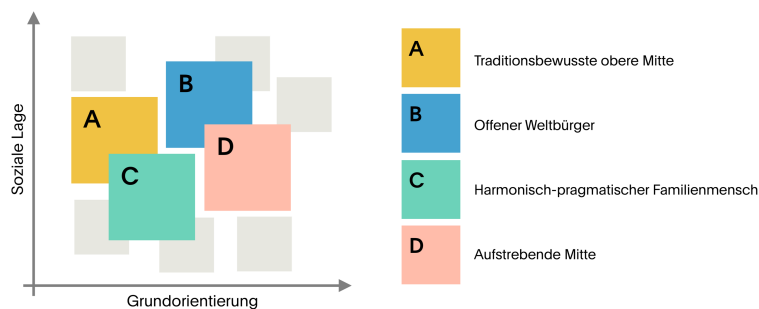 Soziale Lage
A
B
C
D
Grundorientierung
A
Traditionsbewusste obere Mitte
B
Offener Weltbürger
C
Harmonisch-pragmatischer Familienmensch
D
Aufstrebende Mitte